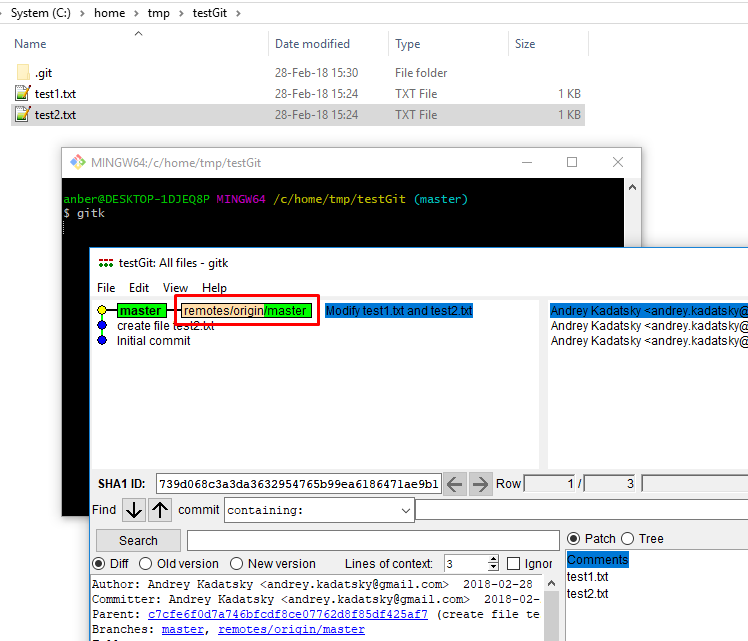 System (C:) > home > tmp > testGit >
Name Date modified Type Size
.git 28-Feb-18 15:30 File folder
test1.txt 28-Feb-18 15:24 TXT File 1 KB
test2.txt 28-Feb-18 15:24 TXT File 1 KB
MINGW64:/c/home/tmp/testGit
anber@DESKTOP-1DJEQ8P MINGW64 /c/home/tmp/testGit (master)
$ gitk
testGit: All files - gitk
File Edit View Help
master remotes/origin/master Modify test1.txt and test2.txt Andrey Kadatsky <andrey.kadatsky@
create file test2.txt Andrey Kadatsky <andrey.kadatsky@
Initial commit Andrey Kadatsky <andrey.kadatsky@
SHA1 ID: 739d068c3a3da3632954765b99ea6186471ae9b1 Row 1 / 3
Find commit containing:
Search Patch Tree
Diff Old version New version Lines of context: 3 Ignor
Comments
test1.txt
test2.txt
Author: Andrey Kadatsky <andrey.kadatsky@gmail.com> 2018-02-28
Committer: Andrey Kadatsky <andrey.kadatsky@gmail.com> 2018-02-
Parent: c7cfe6f0d7a746bfcdf8ce07762d8f85df425af7 (create file te
Branches: master, remotes/origin/master